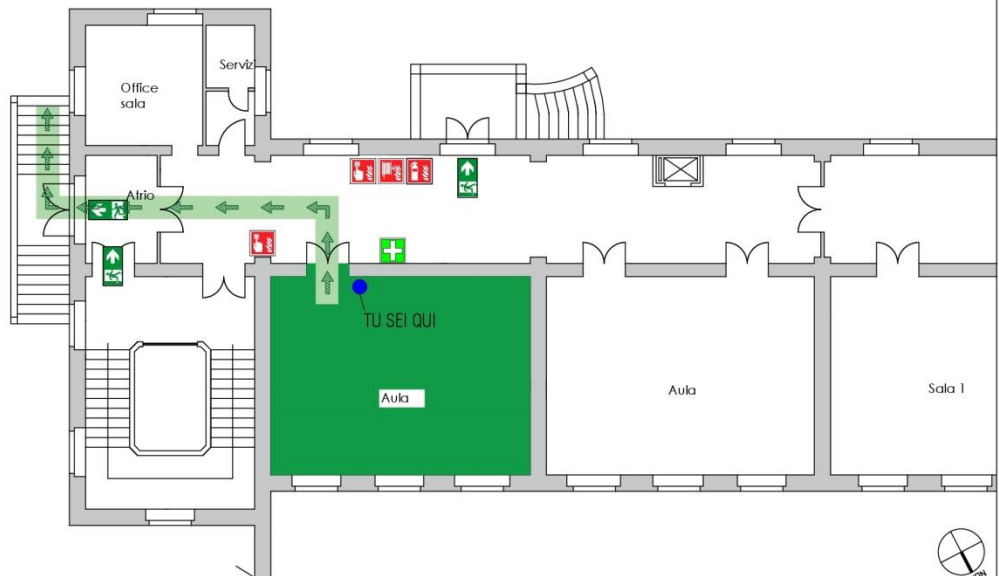 Office
sala
Servizi
Atrio
TU SEI QUI
Aula
Aula
Sala 1